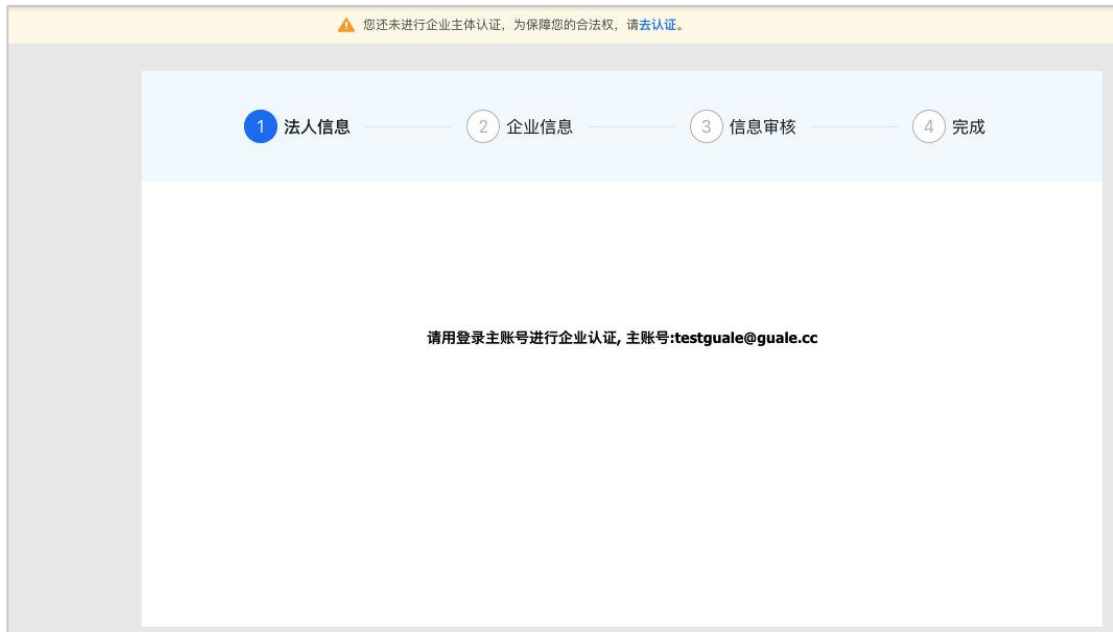 您还未进行企业主体认证，为保障您的合法权，请去认证。
1 法人信息 2 企业信息 3 信息审核 4 完成
请用登录主账号进行企业认证, 主账号:testguale@guale.cc